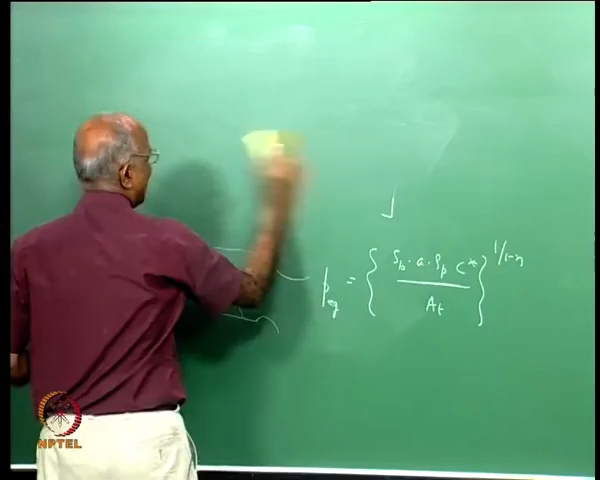 p_eq = { S_b · a · ρ_p c* / A_t }^{1/1-n}
NPTEL